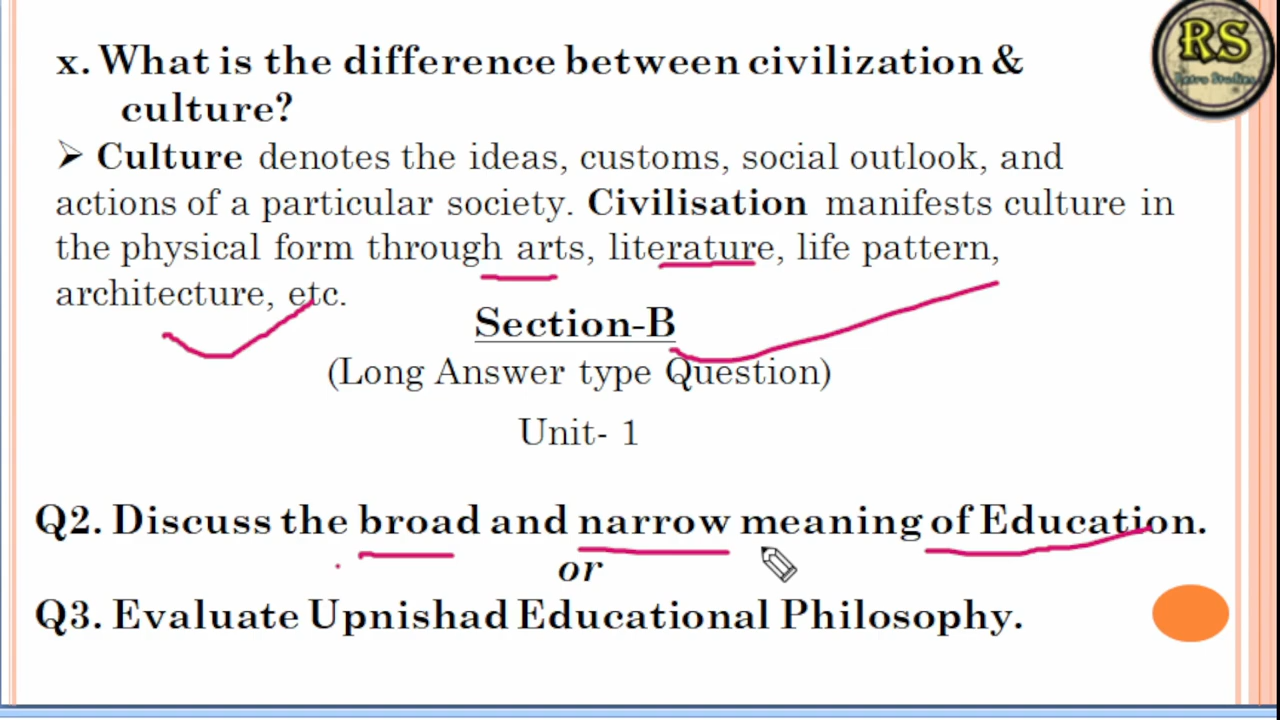 x. What is the difference between civilization &
culture?
➤ Culture denotes the ideas, customs, social outlook, and
actions of a particular society. Civilisation manifests culture in
the physical form through arts, literature, life pattern,
architecture, etc.
Section-B
(Long Answer type Question)
Unit- 1
Q2. Discuss the broad and narrow meaning of Education.
or
Q3. Evaluate Upnishad Educational Philosophy.
RS
Retro Studies